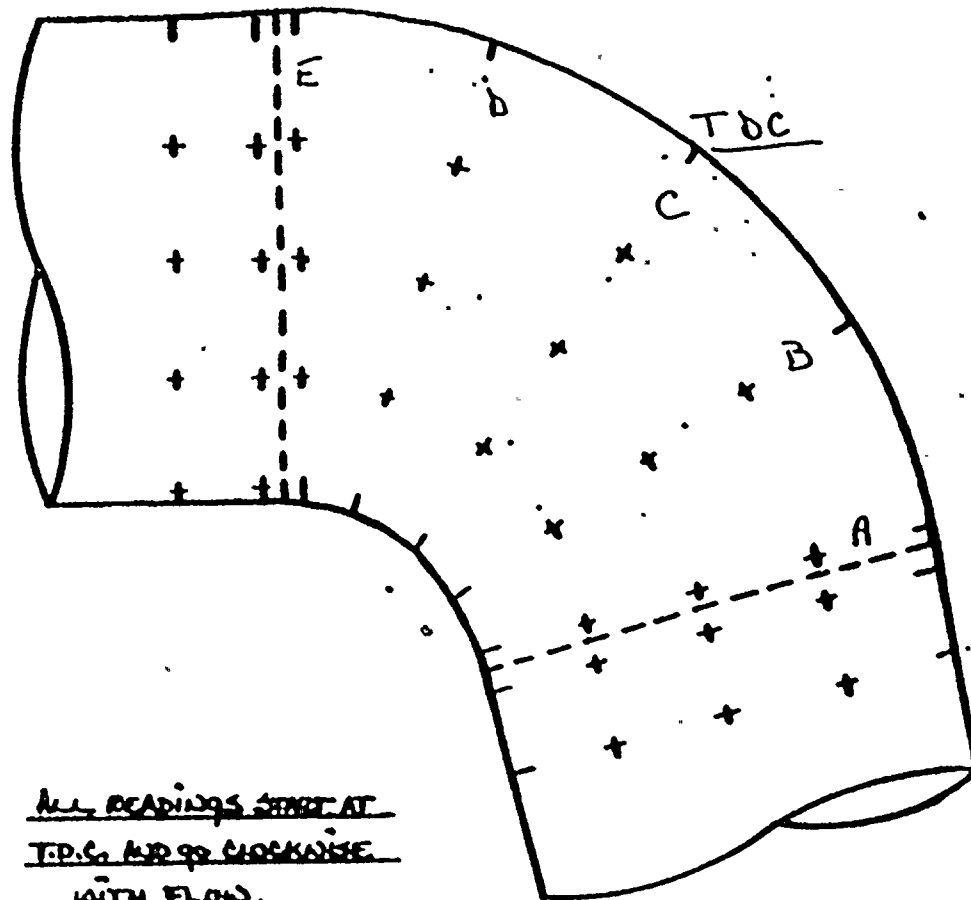 E
D
TDC
C
B
A
ALL READINGS START AT
T.D.C. AND go CLOCKWISE
WITH FLOW.